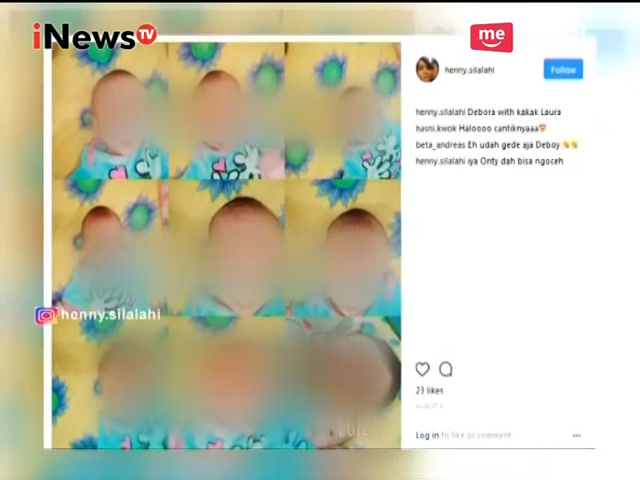 iNews TV
me
henny.silalahi
Follow
henny.silalahi Debora with kakak Laura
hasni.kwok Haloooo cantiknyaaa
beta_andreas Eh udah gede aja Deboy
henny.silalahi iya Onty dah bisa ngoceh
henny.silalahi
23 likes
Log in to like or comment.